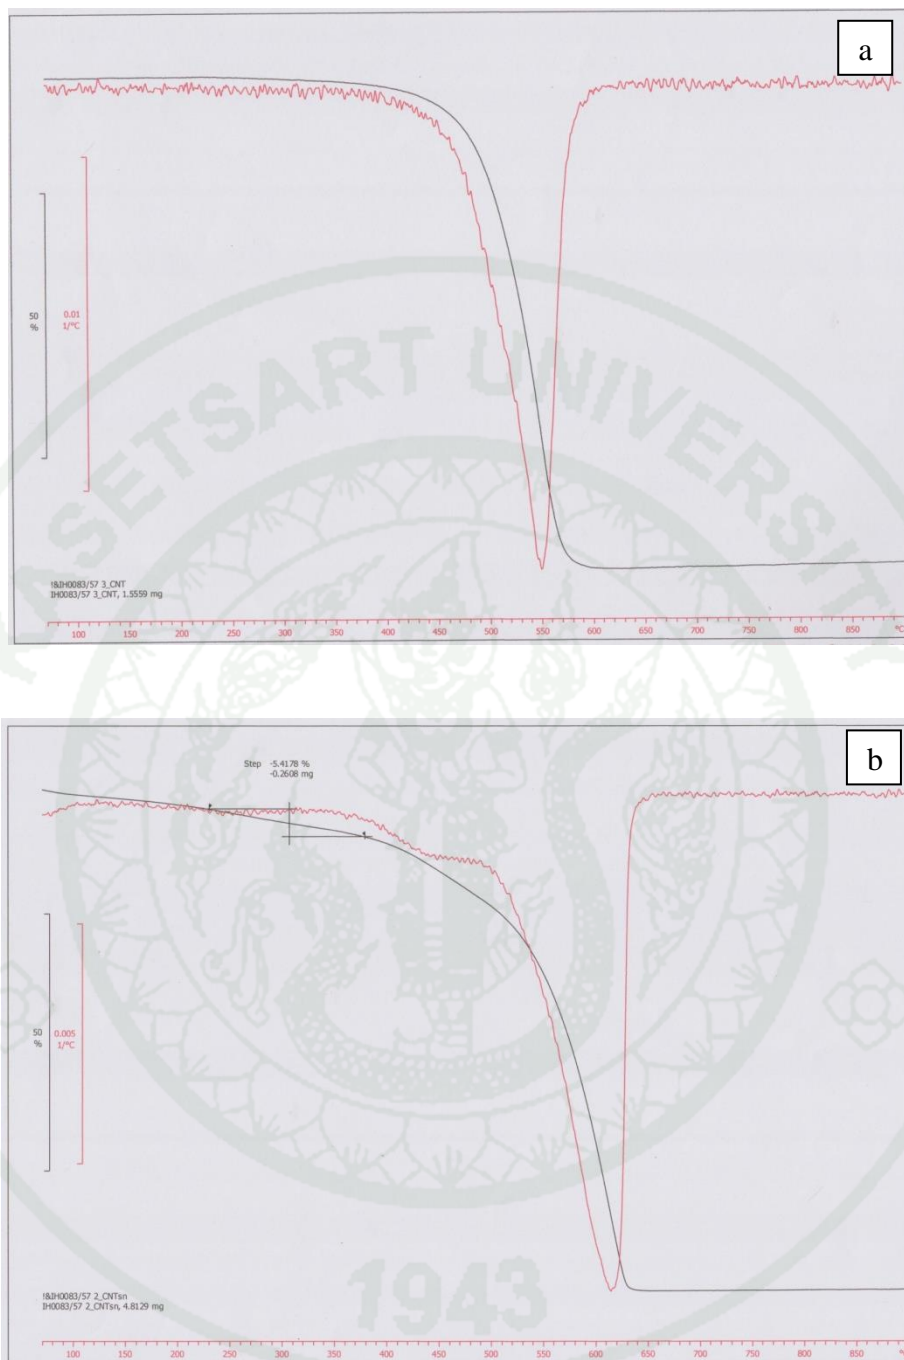 a
50
%
0.01
1/°C
KASETSART UNIVERSITY
!&IH0083/57 3_CNT
IH0083/57 3_CNT, 1.5559 mg
100 150 200 250 300 350 400 450 500 550 600 650 700 750 800 850 °C
b
Step -5.4178 %
-0.2608 mg
50
%
0.005
1/°C
1943
!&IH0083/57 2_CNTsn
IH0083/57 2_CNTsn, 4.8129 mg
100 150 200 250 300 350 400 450 500 550 600 650 700 750 800 850